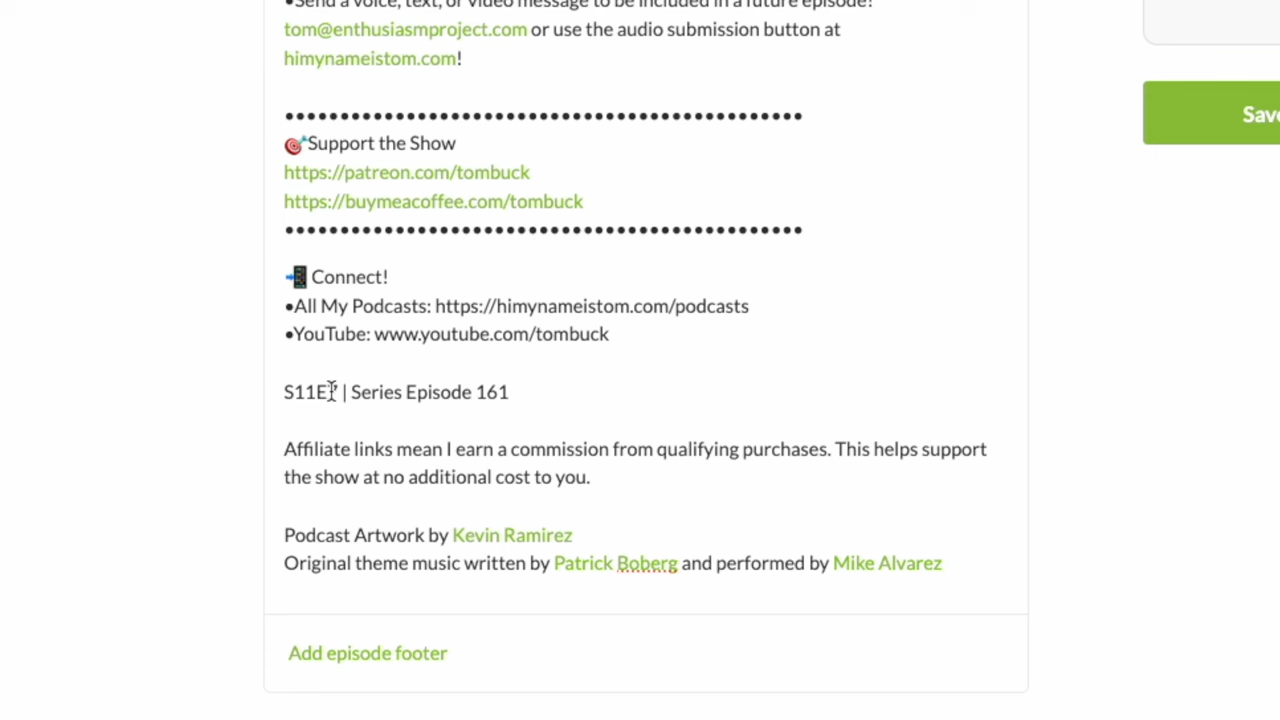 •Send a voice, text, or video message to be included in a future episode!
tom@enthusiasmproject.com or use the audio submission button at
himynameistom.com!
••••••••••••••••••••••••••••••••••••••••••••••••
🎯Support the Show
https://patreon.com/tombuck
https://buymeacoffee.com/tombuck
••••••••••••••••••••••••••••••••••••••••••••••••
📲 Connect!
•All My Podcasts: https://himynameistom.com/podcasts
•YouTube: www.youtube.com/tombuck
| Series Episode 161
Affiliate links mean I earn a commission from qualifying purchases. This helps support
the show at no additional cost to you.
Podcast Artwork by Kevin Ramirez
Original theme music written by Patrick Boberg and performed by Mike Alvarez
Add episode footer